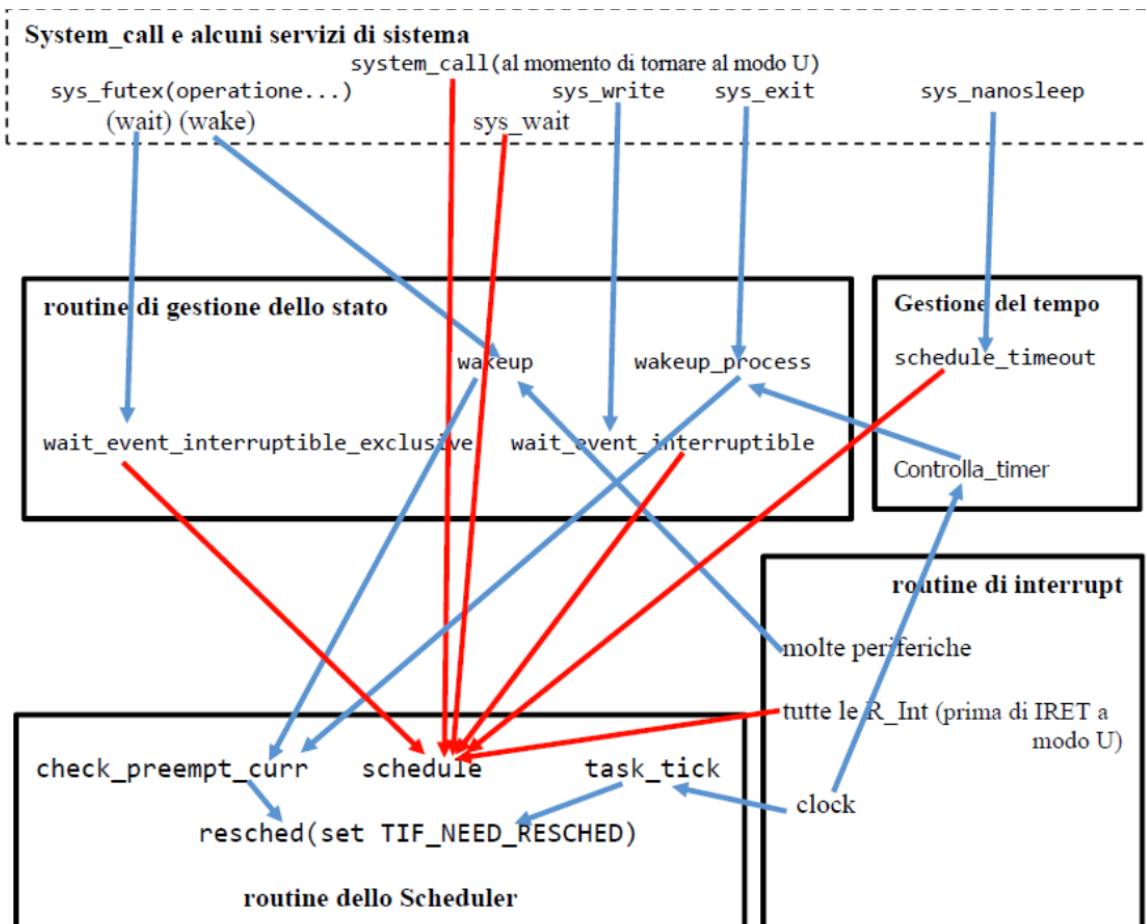 System_call e alcuni servizi di sistema
system_call(al momento di tornare al modo U)
sys_futex(operatione...)
sys_write
sys_exit
sys_nanosleep
(wait) (wake)
sys_wait
routine di gestione dello stato
Gestione del tempo
wakeup
wakeup_process
schedule_timeout
wait_event_interruptible_exclusive
wait_event_interruptible
Controlla_timer
routine di interrupt
molte periferiche
tutte le R_Int (prima di IRET a
modo U)
check_preempt_curr
schedule
task_tick
clock
resched(set TIF_NEED_RESCHED)
routine dello Scheduler